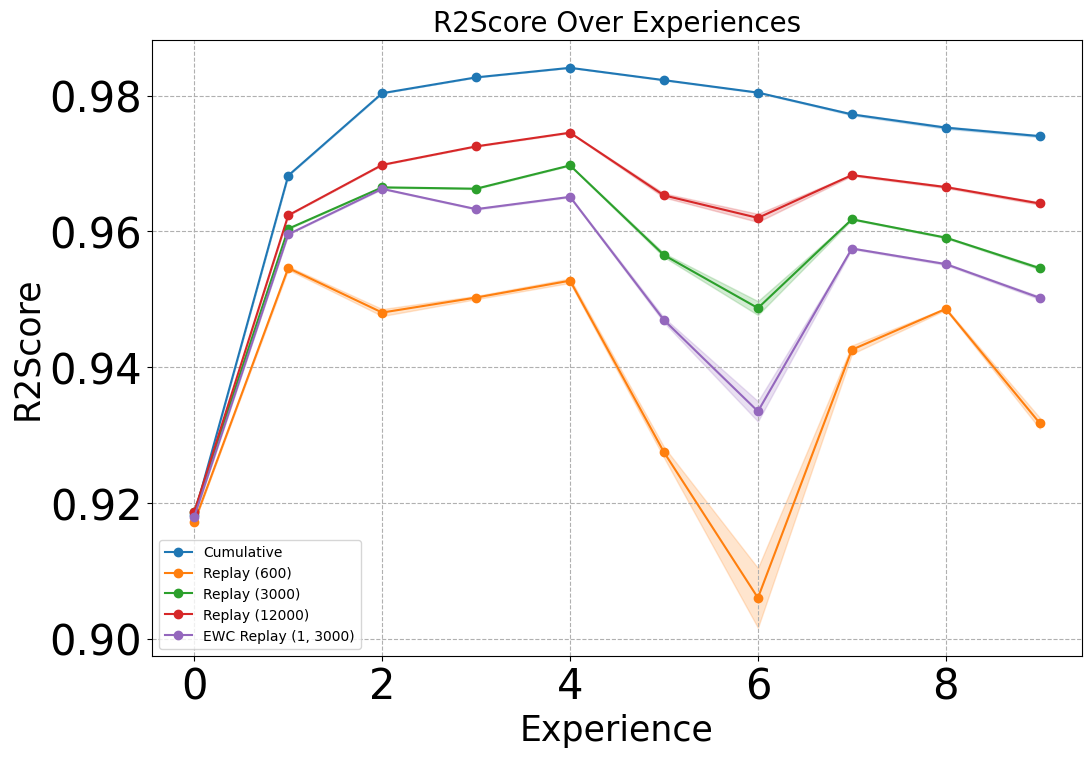 R2Score Over Experiences
R2Score
0.98
0.96
0.94
0.92
0.90
Cumulative
Replay (600)
Replay (3000)
Replay (12000)
EWC Replay (1, 3000)
0 2 4 6 8
Experience